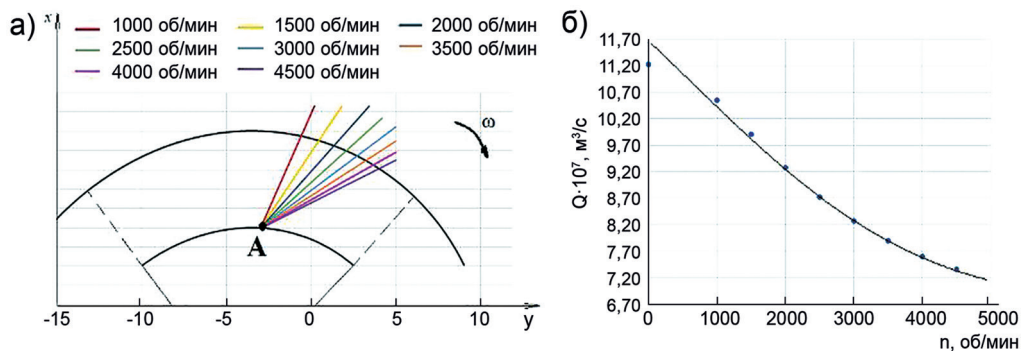 а)
x
1000 об/мин 1500 об/мин 2000 об/мин
2500 об/мин 3000 об/мин 3500 об/мин
4000 об/мин 4500 об/мин
ω
A
-15 -10 -5 0 5 10
y
б)
Q·10⁷, м³/с
11,70
11,20
10,70
10,20
9,70
9,20
8,70
8,20
7,70
7,20
6,70
0 1000 2000 3000 4000 5000
n, об/мин